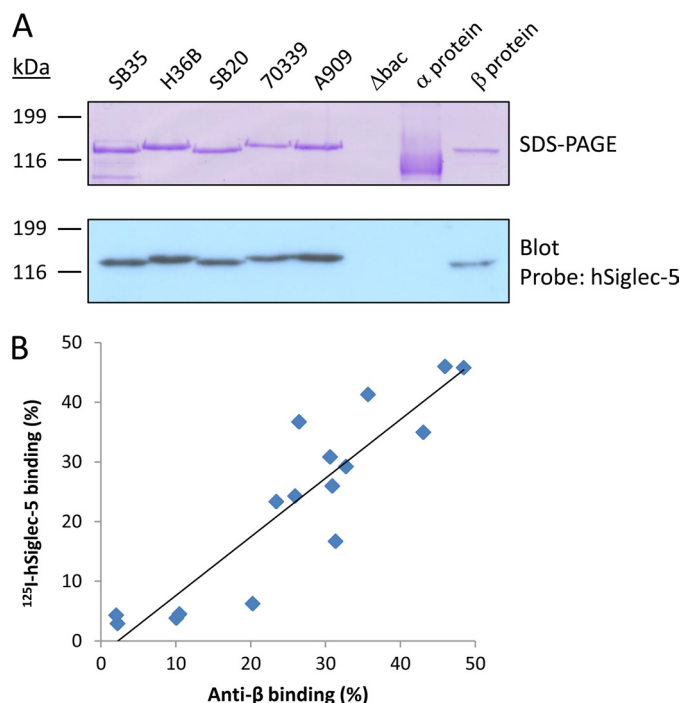 A
kDa
SB35 H36B SB20 70339 A909 Δbac α protein β protein
199
116
SDS-PAGE
199
116
Blot
Probe: hSiglec-5
B
50
40
30
20
10
0
¹²⁵I-hSiglec-5 binding (%)
0 10 20 30 40 50
Anti-β binding (%)